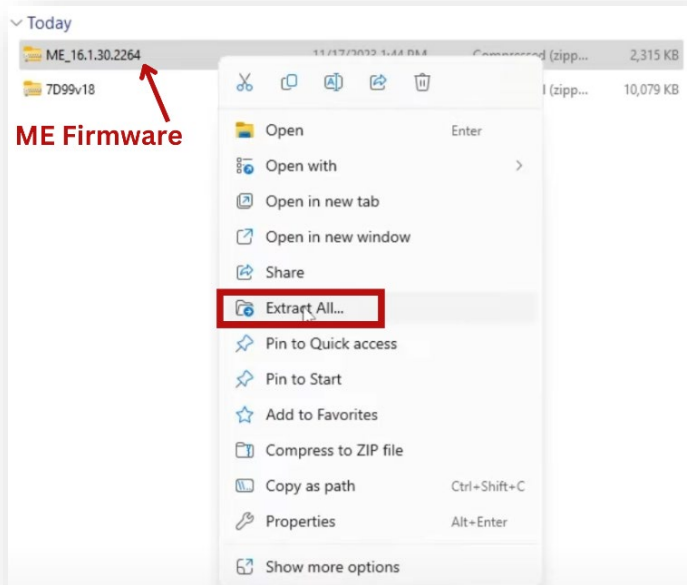 Today
ME_16.1.30.2264 11/17/2023 1:44 PM Compressed (zipp... 2,315 KB
7D99v18 (zipp... 10,079 KB
ME Firmware
Open Enter
Open with
Open in new tab
Open in new window
Share
Extract All...
Pin to Quick access
Pin to Start
Add to Favorites
Compress to ZIP file
Copy as path Ctrl+Shift+C
Properties Alt+Enter
Show more options